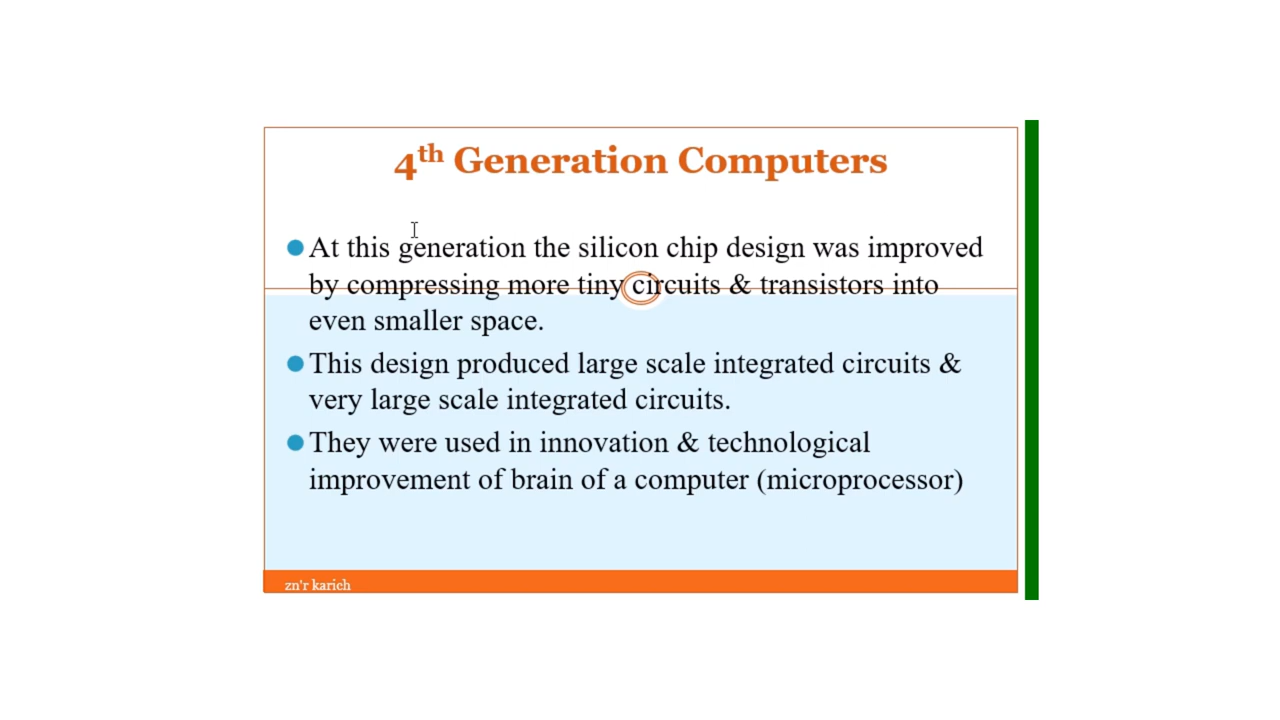 4th Generation Computers
At this generation the silicon chip design was improved
by compressing more tiny circuits & transistors into
even smaller space.
This design produced large scale integrated circuits &
very large scale integrated circuits.
They were used in innovation & technological
improvement of brain of a computer (microprocessor)
zn'r karich